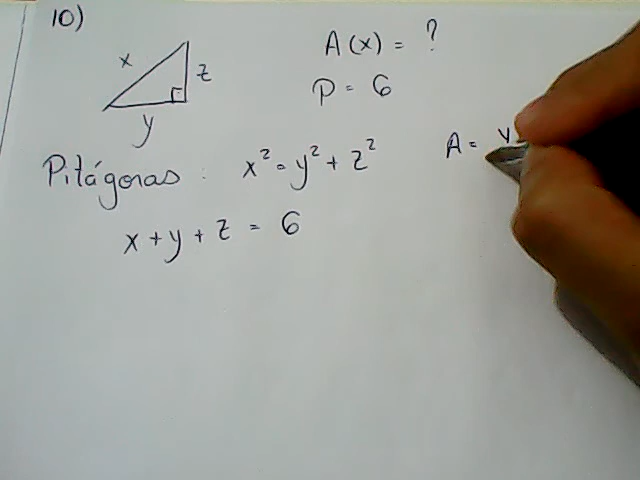 10)
x
z
y
A(x) = ?
P = 6
Pitágoras : x² = y² + z²
A = y
x + y + z = 6